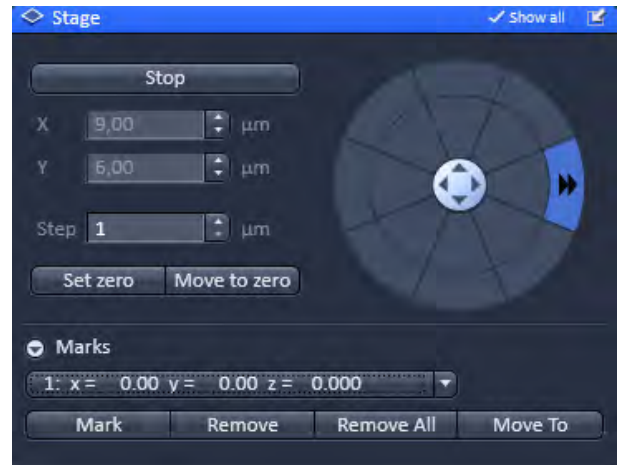 Stage Show all
Stop
X 9,00 µm
Y 6,00 µm
Step 1 µm
Set zero Move to zero
Marks
1: x = 0.00 y = 0.00 z = 0.000
Mark Remove Remove All Move To